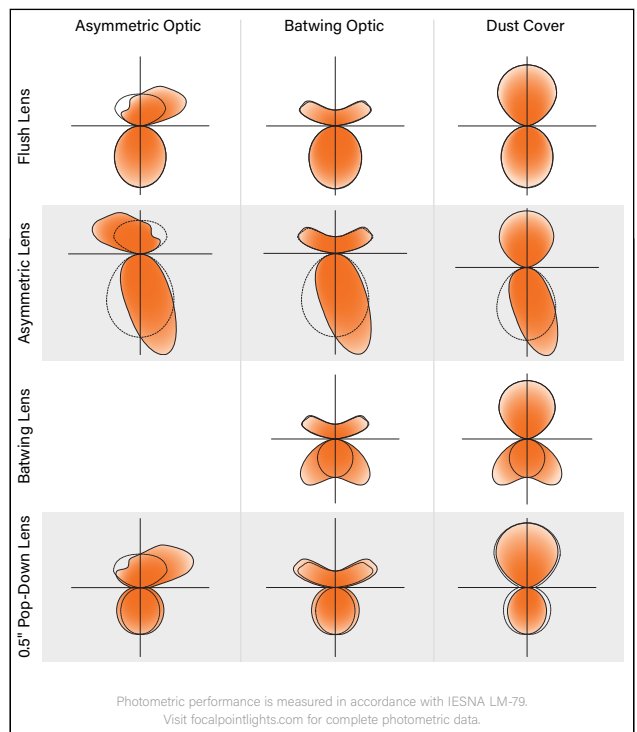 Asymmetric Optic
Batwing Optic
Dust Cover
Flush Lens
Asymmetric Lens
Batwing Lens
0.5" Pop-Down Lens
Photometric performance is measured in accordance with IESNA LM-79.
Visit focalpointlights.com for complete photometric data.